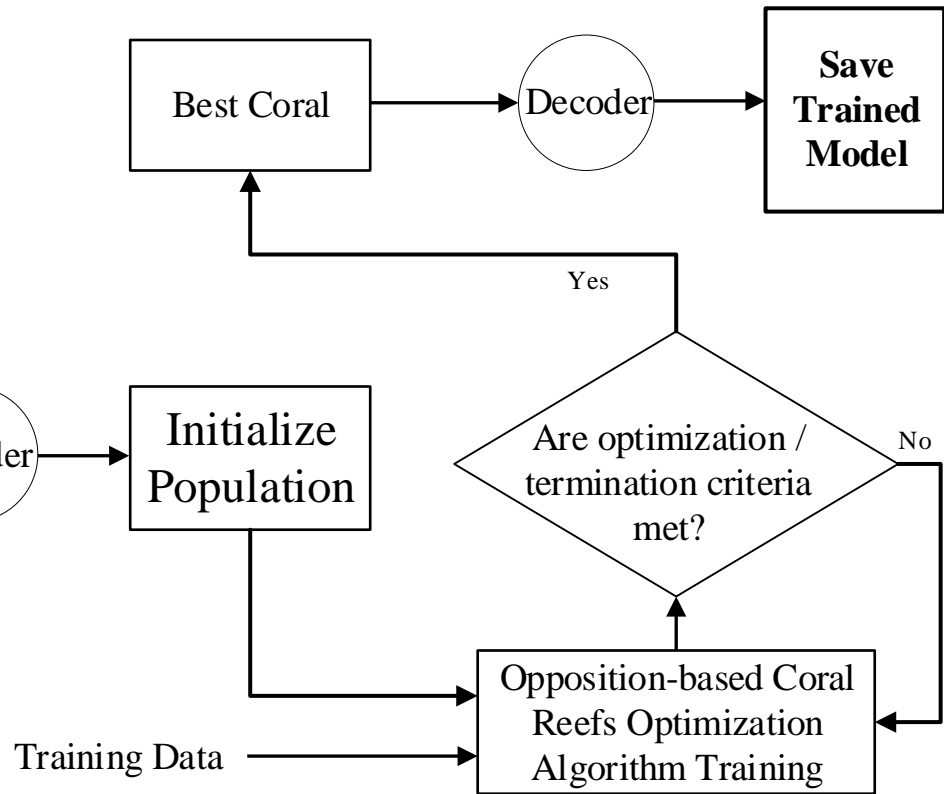 Best Coral
Decoder
Save
Trained
Model
Yes
der
Initialize
Population
Are optimization /
termination criteria
met?
No
Opposition-based Coral
Reefs Optimization
Algorithm Training
Training Data